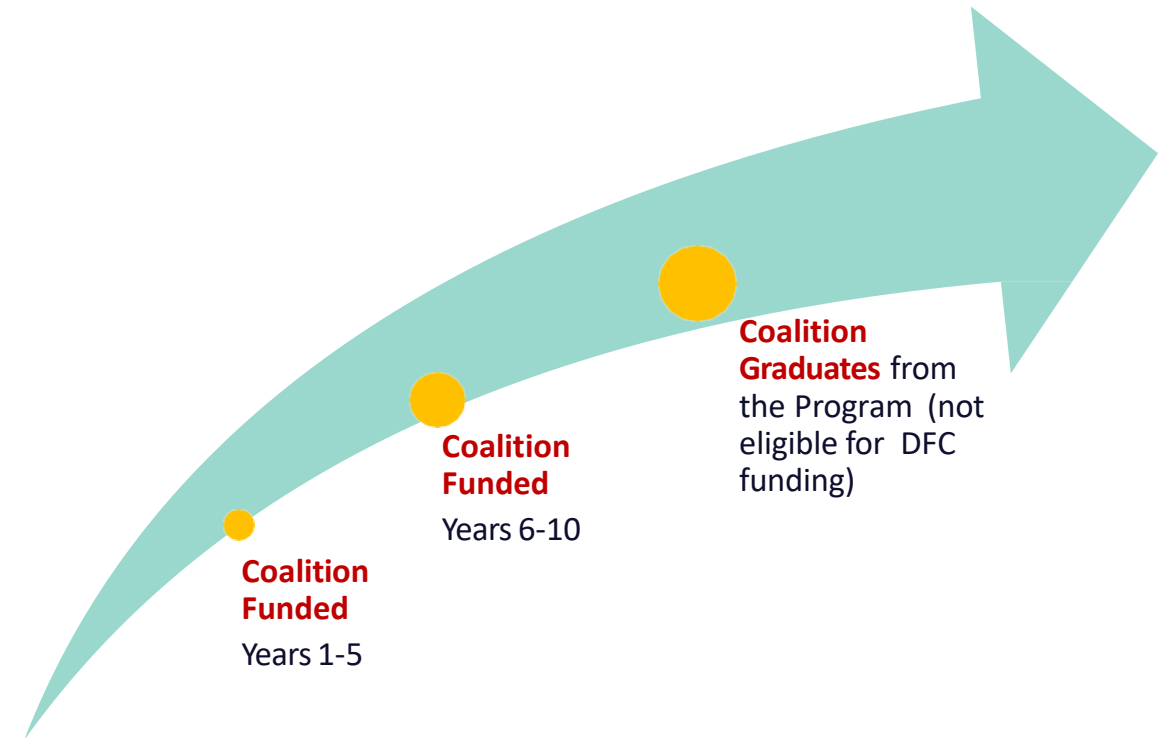 Coalition
Funded
Years 1-5
Coalition
Funded
Years 6-10
Coalition
Graduates from
the Program (not
eligible for DFC
funding)